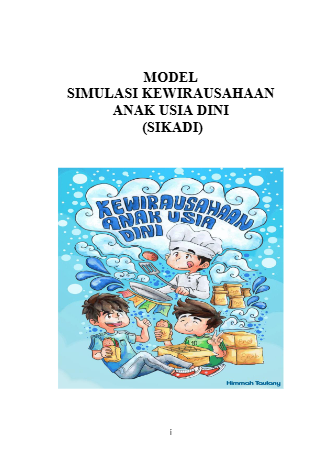 MODEL
SIMULASI KEWIRAUSAHAAN
ANAK USIA DINI
(SIKADI)
KEWIRAUSAHAAN
ANAK USIA
DINI
Himmah Taulany
i